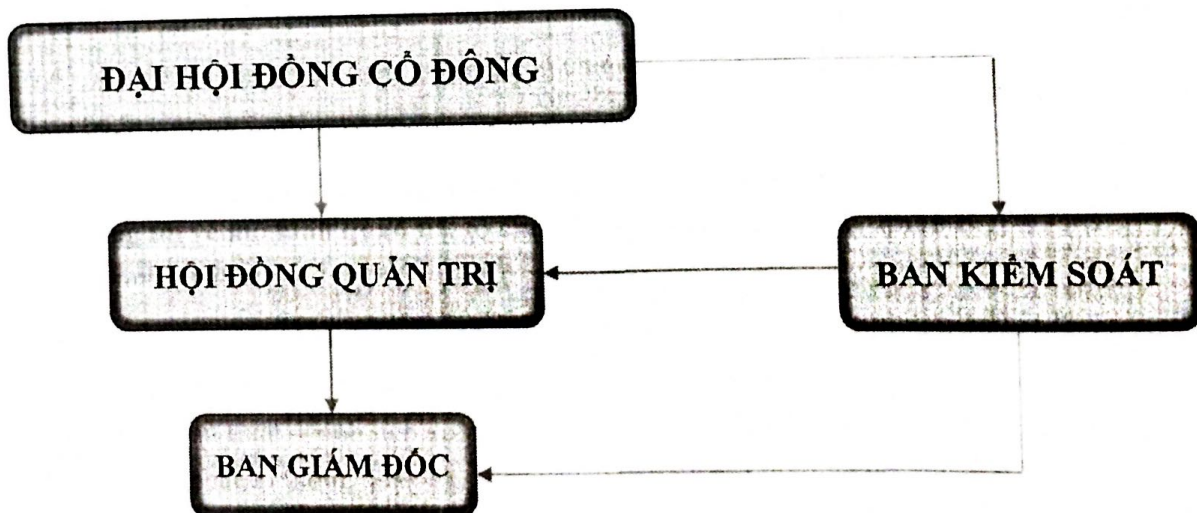 ĐẠI HỘI ĐỒNG CỔ ĐÔNG
HỘI ĐỒNG QUẢN TRỊ
BAN KIỂM SOÁT
BAN GIÁM ĐỐC